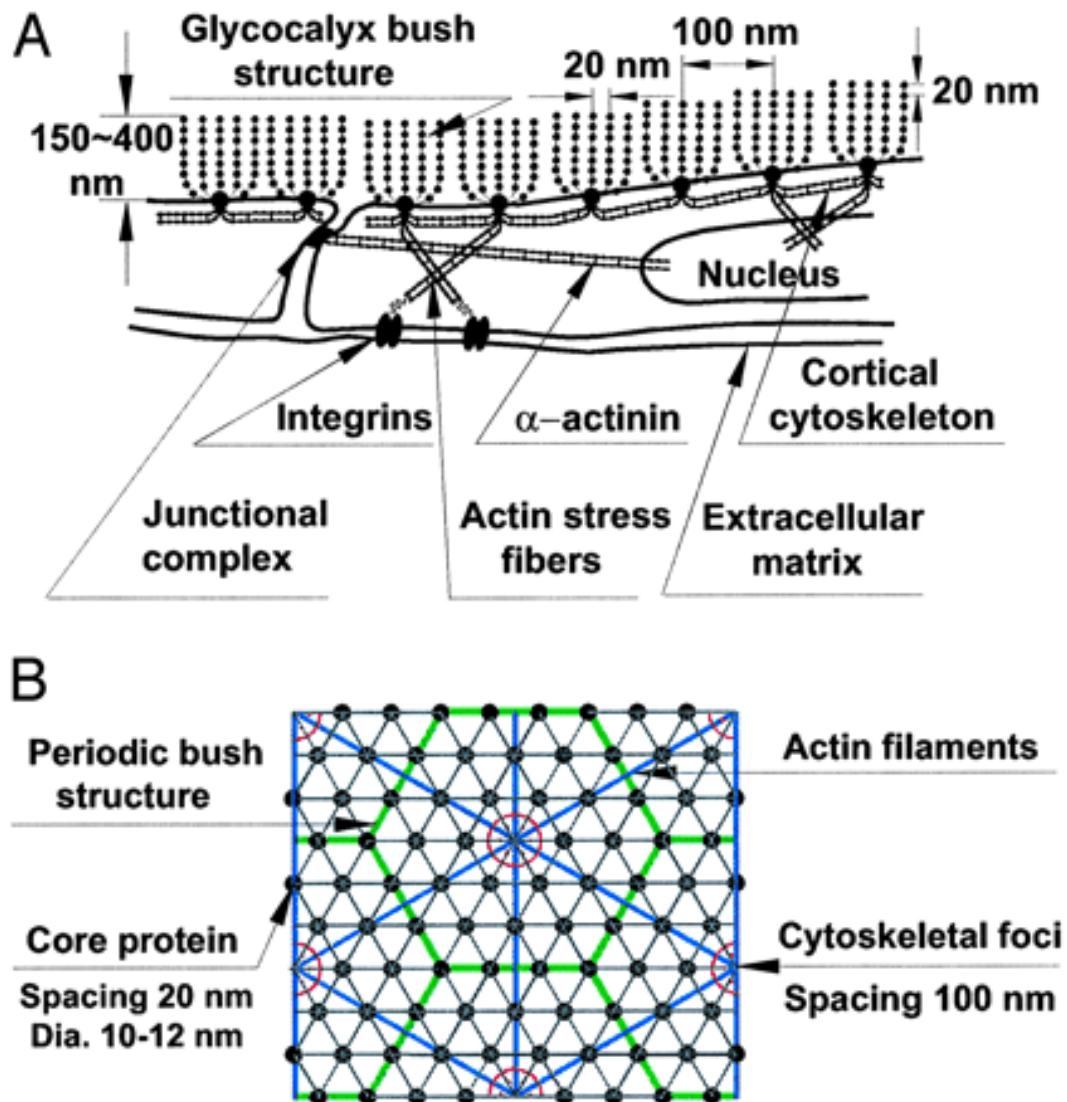 A
Glycocalyx bush
structure
100 nm
20 nm
20 nm
150~400
nm
Nucleus
Cortical
cytoskeleton
Integrins
α-actinin
Junctional
complex
Actin stress
fibers
Extracellular
matrix
B
Periodic bush
structure
Actin filaments
Core protein
Spacing 20 nm
Dia. 10-12 nm
Cytoskeletal foci
Spacing 100 nm